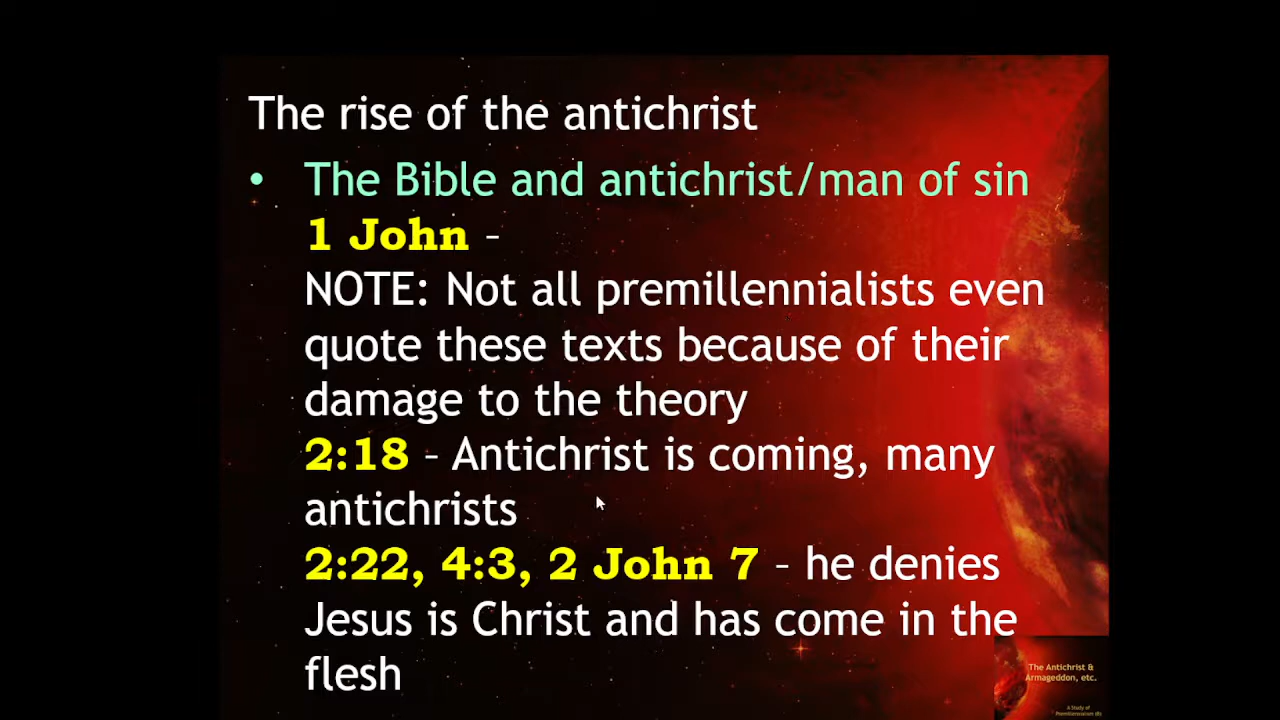 The rise of the antichrist
• The Bible and antichrist/man of sin
1 John –
NOTE: Not all premillennialists even
quote these texts because of their
damage to the theory
2:18 – Antichrist is coming, many
antichrists
2:22, 4:3, 2 John 7 – he denies
Jesus is Christ and has come in the
flesh
The Antichrist &
Armageddon, etc.
A Study of